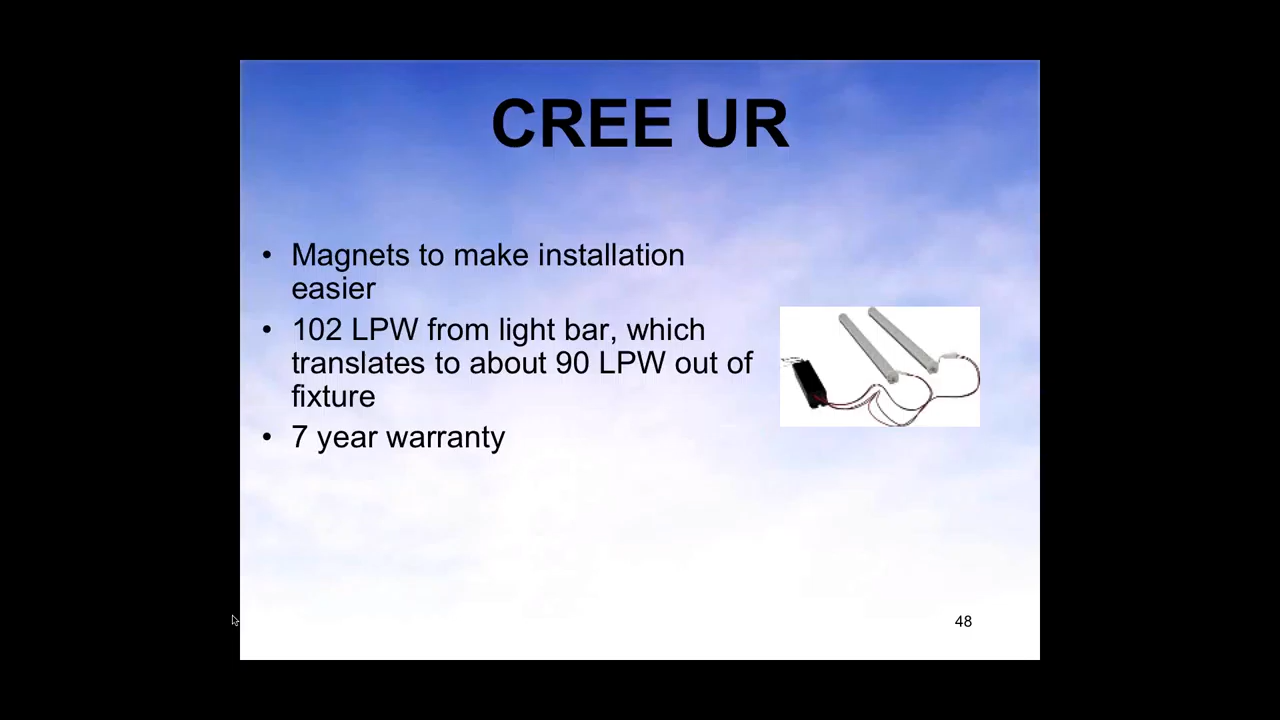 CREE UR
• Magnets to make installation
easier
• 102 LPW from light bar, which
translates to about 90 LPW out of
fixture
• 7 year warranty
48